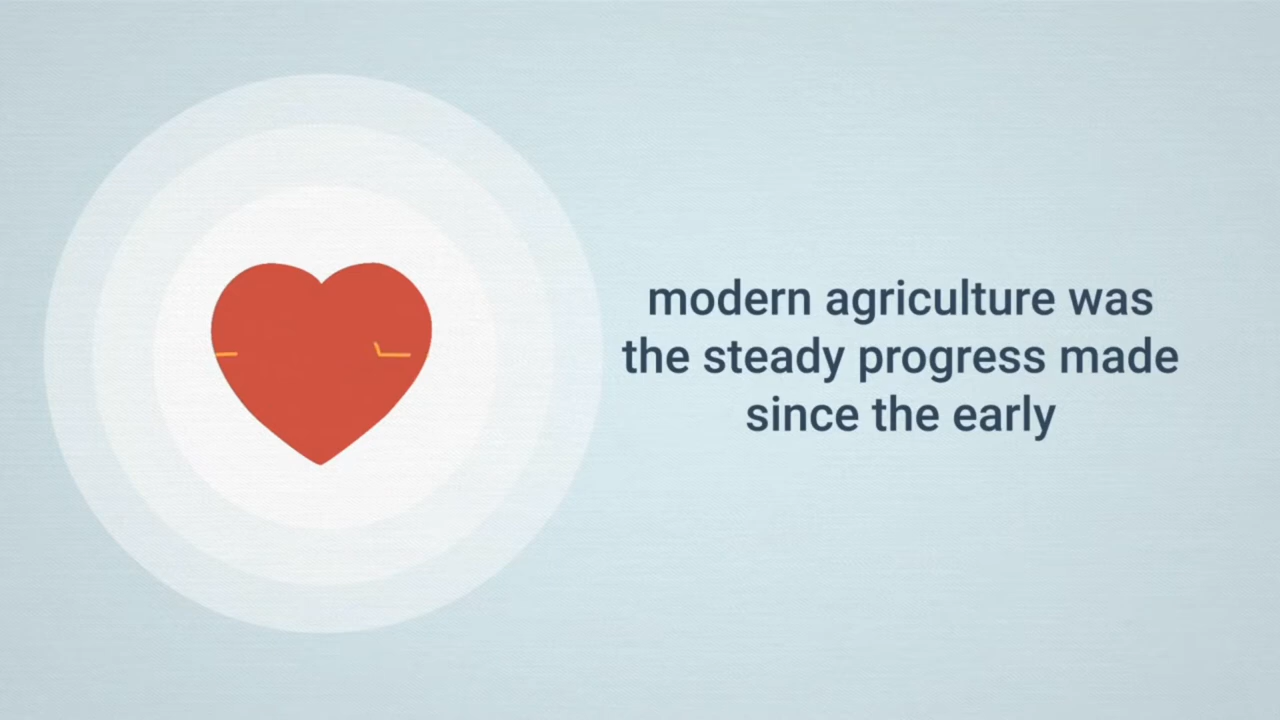 modern agriculture was
the steady progress made
since the early